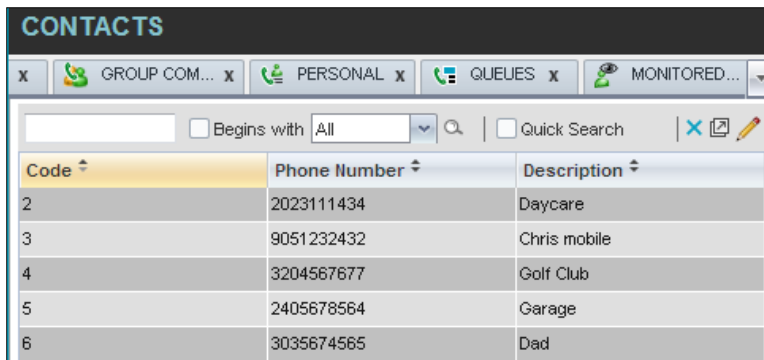 CONTACTS
x GROUP COM... x PERSONAL x QUEUES x MONITORED...
Begins with All Quick Search
Code Phone Number Description
2 2023111434 Daycare
3 9051232432 Chris mobile
4 3204567677 Golf Club
5 2405678564 Garage
6 3035674565 Dad